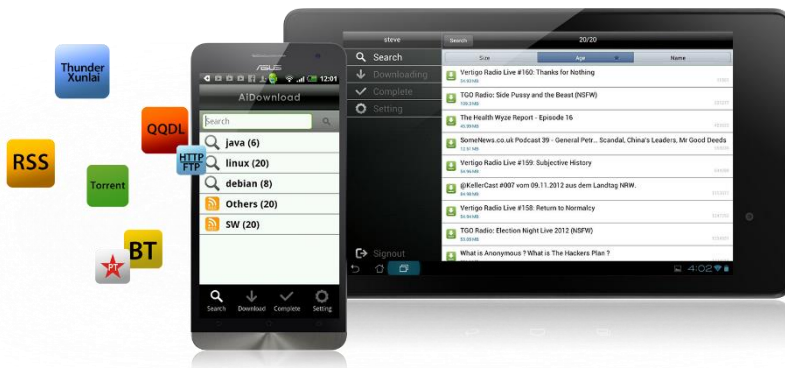 Thunder
Xunlai
QQDL
HTTP
FTP
RSS
Torrent
BT
PT
ASUS
12:01
AiDownload
Search
java (6)
linux (20)
debian (8)
Others (20)
SW (20)
Search
Download
Complete
Setting
steve
Search
20/20
Search
Downloading
Complete
Setting
Signout
Size
Age
Name
Vertigo Radio Live #160: Thanks for Nothing
TGO Radio: Side Pussy and the Beast (NSFW)
The Health Wyze Report - Episode 16
SomeNews.co.uk Podcast 39 - General Petr... Scandal, China's Leaders, Mr Good Deeds
Vertigo Radio Live #159: Subjective History
@KellerCast #007 vom 09.11.2012 aus dem Landtag NRW.
Vertigo Radio Live #158: Return to Normalcy
TGO Radio: Election Night Live 2012 (NSFW)
What is Anonymous ? What is The Hackers Plan ?
4:02